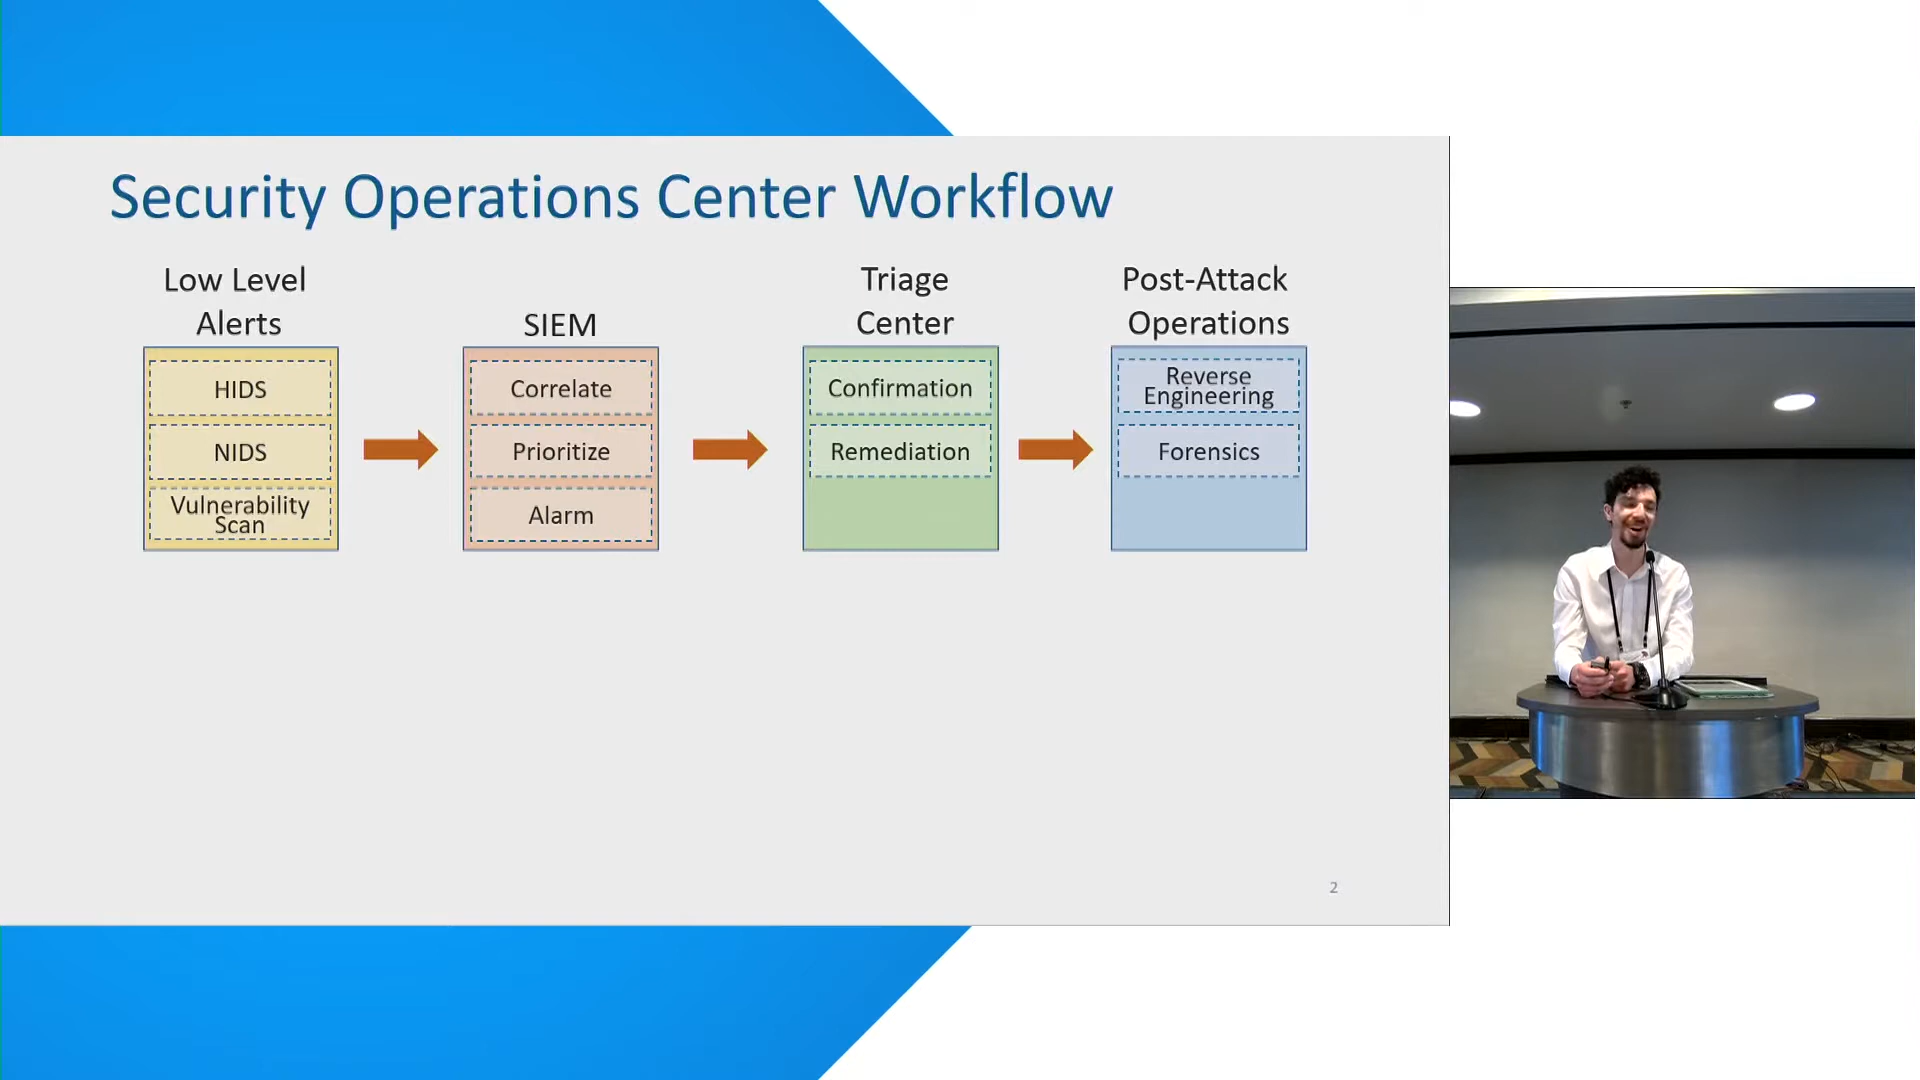 Security Operations Center Workflow
Low Level
Alerts
HIDS
NIDS
Vulnerability
Scan
SIEM
Correlate
Prioritize
Alarm
Triage
Center
Confirmation
Remediation
Post-Attack
Operations
Reverse
Engineering
Forensics
2